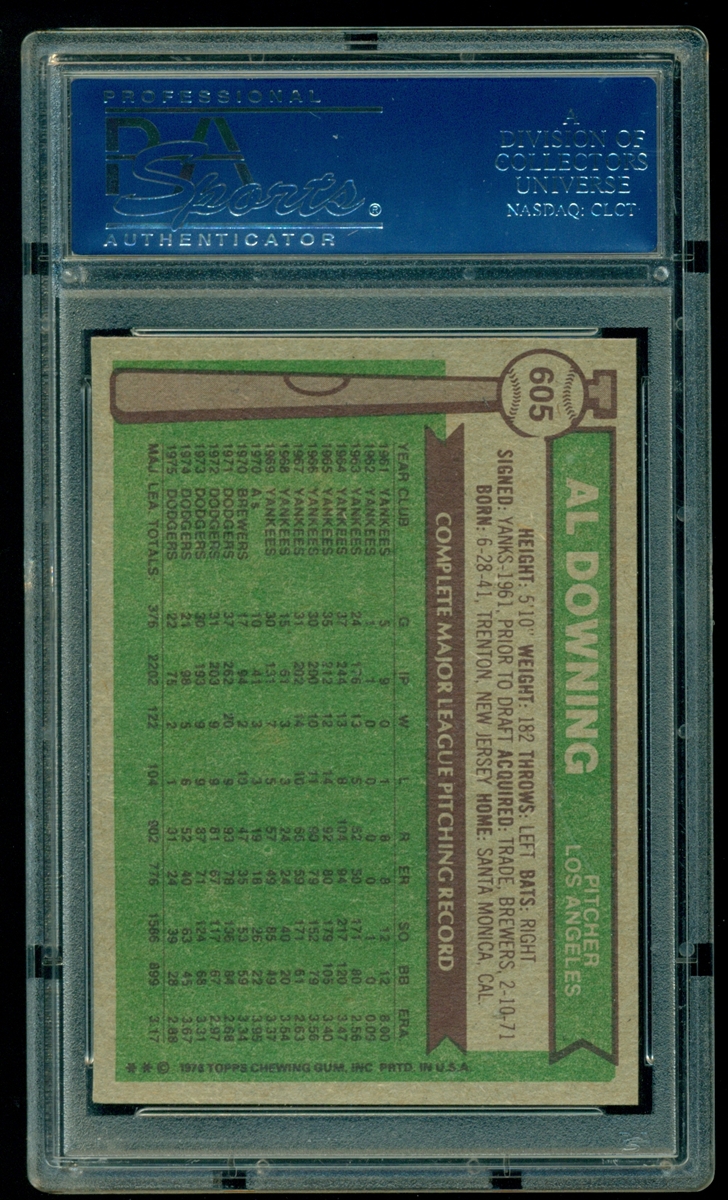 PROFESSIONAL
PSA
Sports®
AUTHENTICATOR
A
DIVISION OF
COLLECTORS
UNIVERSE
NASDAQ: CLCT
605
AL DOWNING
PITCHER
LOS ANGELES
HEIGHT: 5'10" WEIGHT: 182 THROWS: LEFT BATS: RIGHT
SIGNED: YANKS-1961, PRIOR TO DRAFT ACQUIRED: TRADE, BREWERS, 2-10-71
BORN: 6-28-41, TRENTON, NEW JERSEY HOME: SANTA MONICA, CAL.
COMPLETE MAJOR LEAGUE PITCHING RECORD
YEAR CLUB G IP W L R ER SO BB ERA
1961 YANKEES 5 9 0 1 8 8 12 12 8.00
1962 YANKEES 1 1 0 0 0 0 1 0 0.00
1963 YANKEES 24 176 13 5 52 50 171 80 2.56
1964 YANKEES 37 244 13 8 104 94 217 120 3.47
1965 YANKEES 35 212 12 14 92 80 179 105 3.40
1966 YANKEES 30 200 10 11 90 79 152 79 3.56
1967 YANKEES 31 202 14 10 65 59 171 61 2.63
1968 YANKEES 15 61 3 3 24 24 40 20 3.54
1969 YANKEES 30 131 7 5 57 49 85 49 3.37
1970 A's 10 41 3 3 19 18 26 22 3.95
1970 BREWERS 17 94 2 10 47 35 53 59 3.34
1971 DODGERS 37 262 20 9 93 78 136 84 2.68
1972 DODGERS 31 203 9 9 81 67 117 67 2.97
1973 DODGERS 30 193 9 9 87 71 124 68 3.31
1974 DODGERS 21 98 5 6 52 40 63 45 3.67
1975 DODGERS 22 75 2 1 31 24 39 28 2.88
MAJ. LEA. TOTALS 376 2202 122 104 902 776 1586 899 3.17
** © 1976 TOPPS CHEWING GUM, INC. PRTD. IN U.S.A.